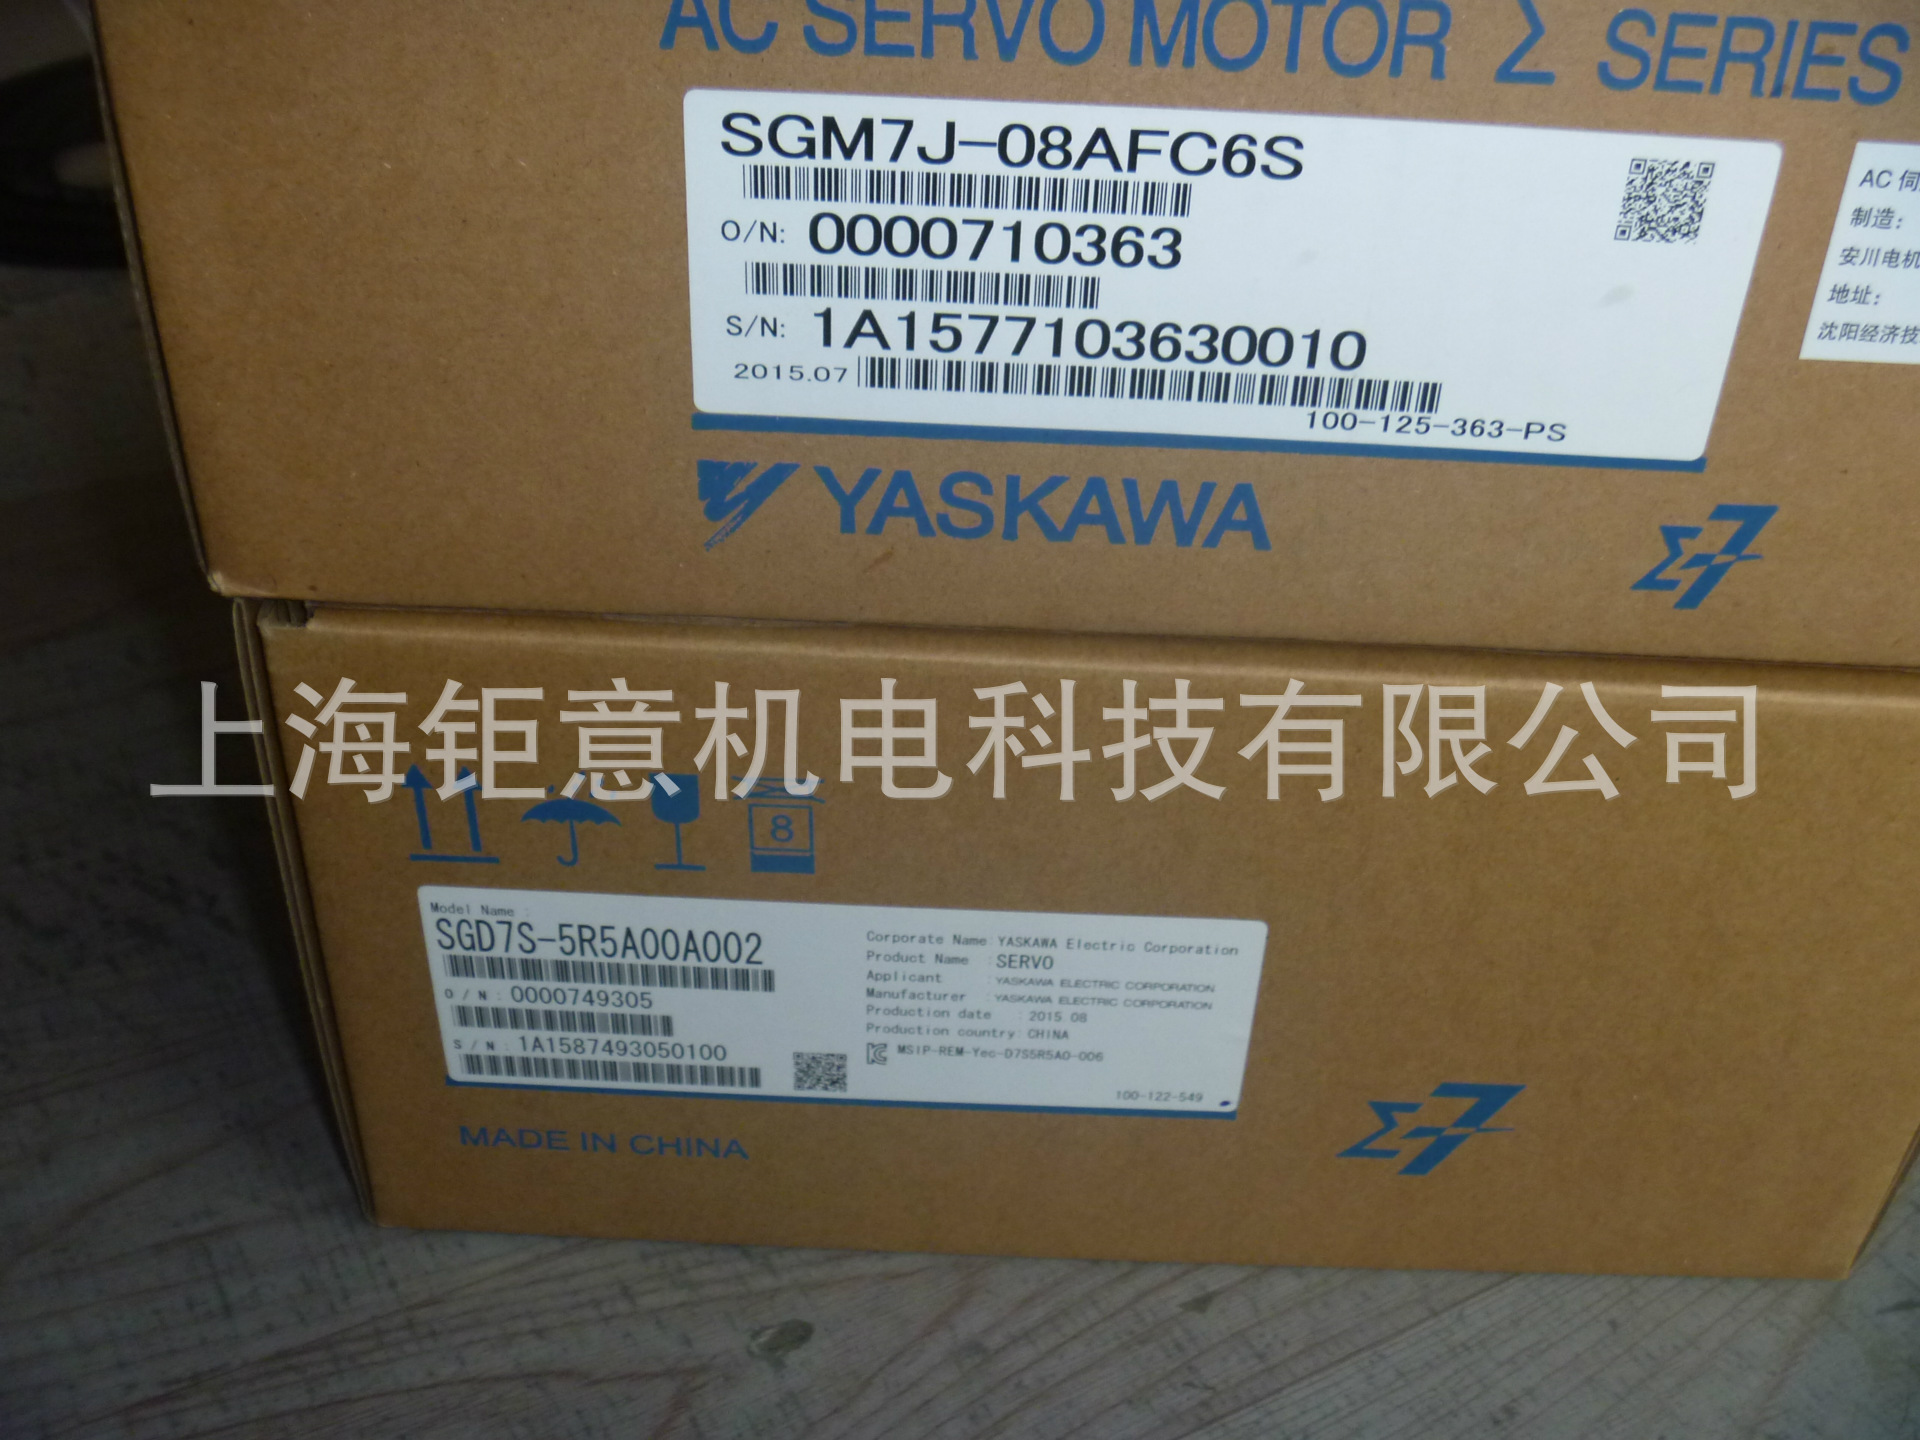 AC SERVO MOTOR Σ SERIES
SGM7J-08AFC6S
O/N: 0000710363
S/N: 1A1577103630010
2015.07
100-125-363-PS
AC 伺
制造:
安川电机
地址:
沈阳经济技
YASKAWA
Σ7
上海钜意机电科技有限公司
8
Model Name :
SGD7S-5R5A00A002
O/N: 0000749305
S/N: 1A1587493050100
Corporate Name: YASKAWA Electric Corporation
Product Name : SERVO
Applicant : YASKAWA ELECTRIC CORPORATION
Manufacturer : YASKAWA ELECTRIC CORPORATION
Production date : 2015.08
Production country: CHINA
MSIP-REM-Yec-D7S5R5A0-006
100-122-549
MADE IN CHINA
Σ7